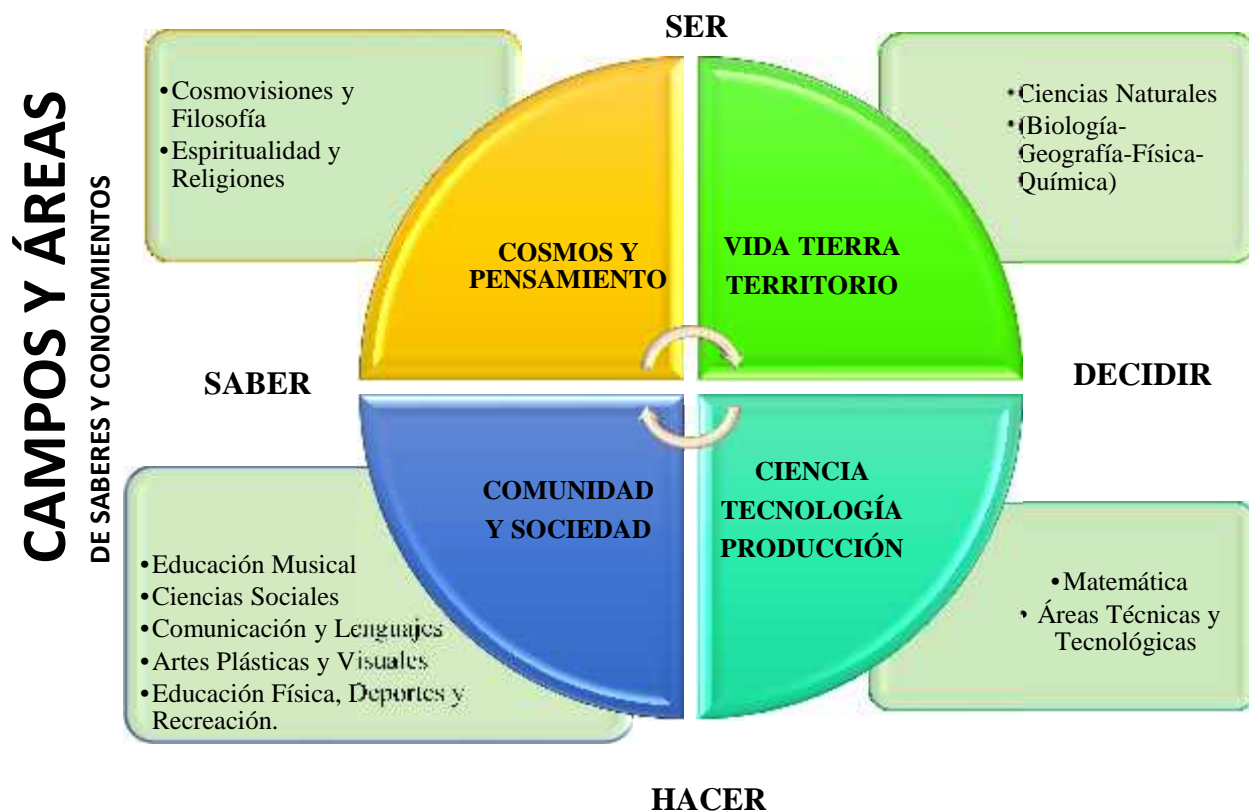 CAMPOS Y ÁREAS
DE SABERES Y CONOCIMIENTOS
SER
•Cosmovisiones y
Filosofía
•Espiritualidad y
Religiones
•Ciencias Naturales
•(Biología-
Geografía-Física-
Química)
COSMOS Y
PENSAMIENTO
VIDA TIERRA
TERRITORIO
SABER
DECIDIR
COMUNIDAD
Y SOCIEDAD
CIENCIA
TECNOLOGÍA
PRODUCCIÓN
•Educación Musical
•Ciencias Sociales
•Comunicación y Lenguajes
•Artes Plásticas y Visuales
•Educación Física, Deportes y
Recreación.
•Matemática
• Áreas Técnicas y
Tecnológicas
HACER